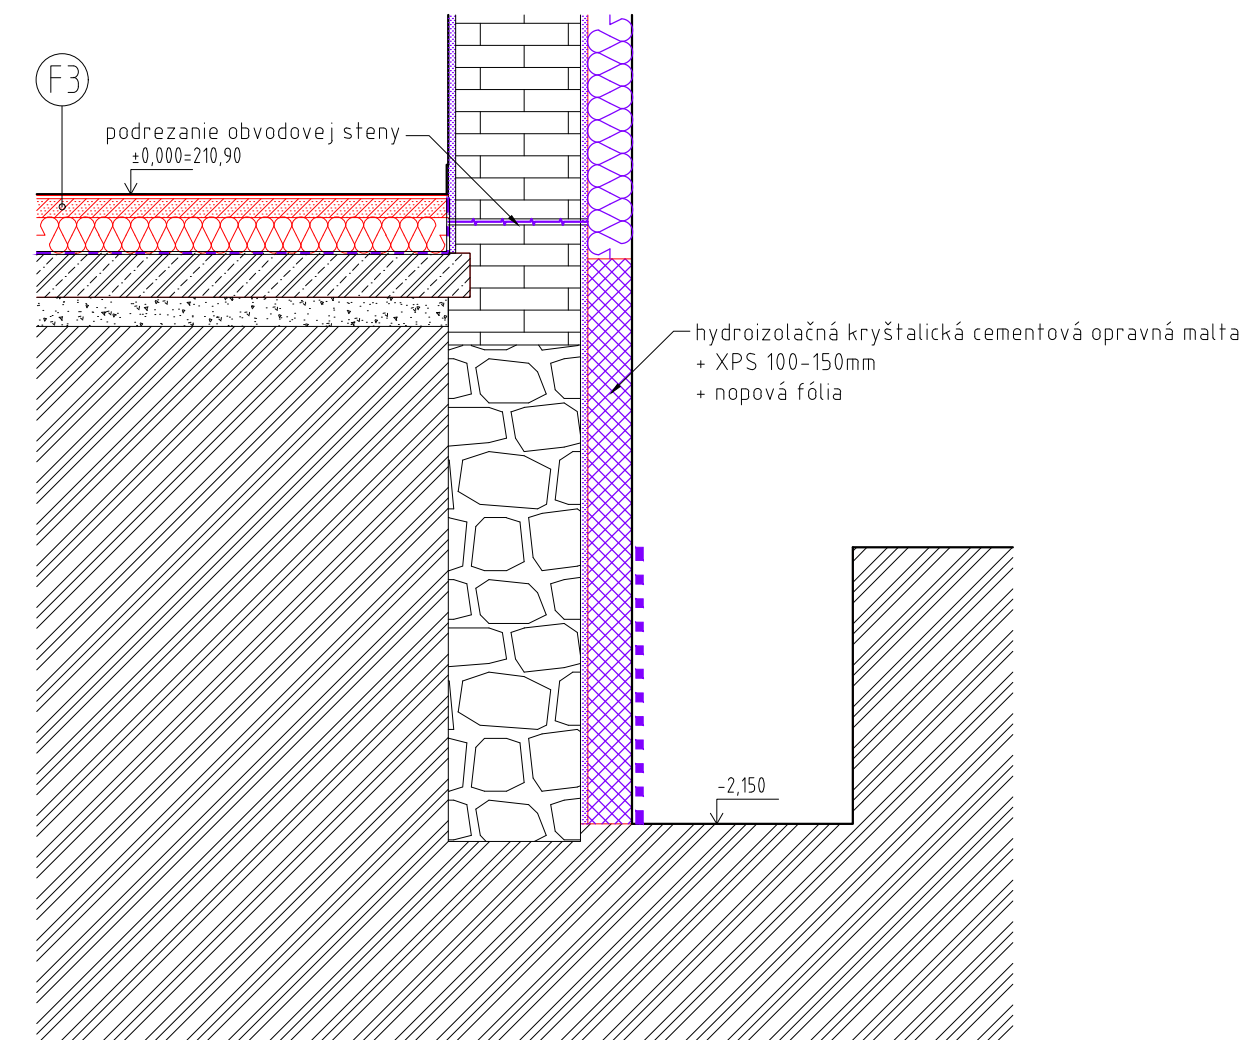 F3
podrezanie obvodovej steny
±0,000=210,90
hydroizolačná kryštalická cementová opravná malta
+ XPS 100-150mm
+ nopová fólia
-2,150